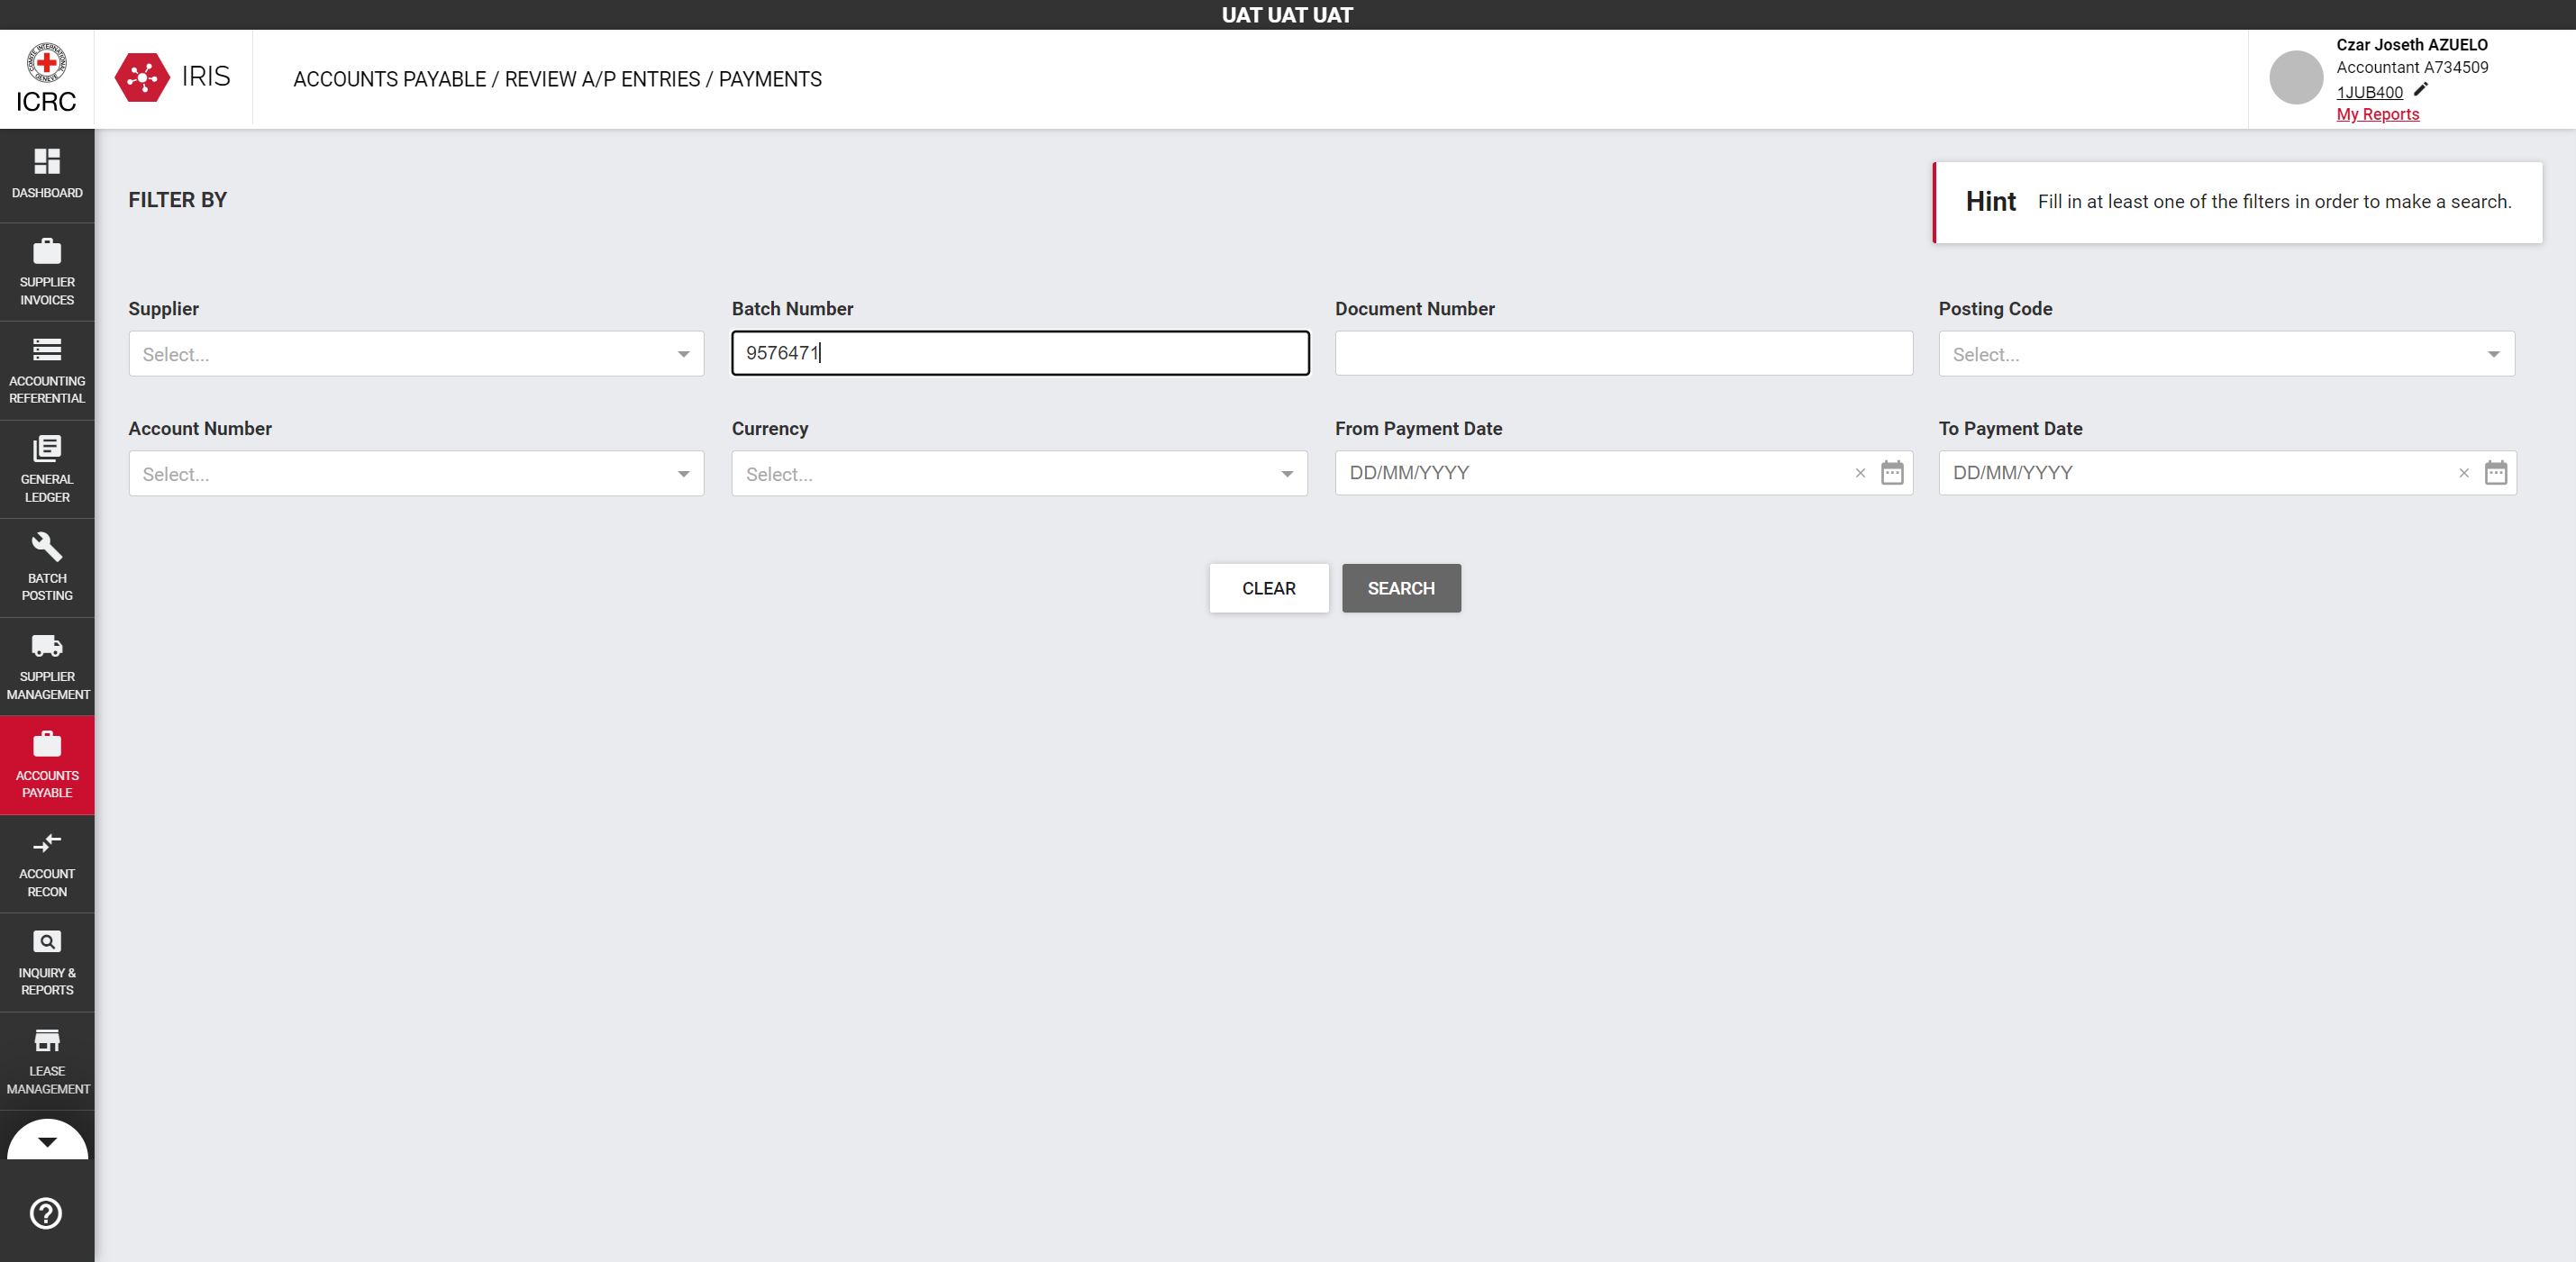 UAT UAT UAT
COMITE INTERNATIONAL GENEVE
ICRC
IRIS
ACCOUNTS PAYABLE / REVIEW A/P ENTRIES / PAYMENTS
Czar Joseth AZUELO
Accountant A734509
1JUB400
My Reports
DASHBOARD
SUPPLIER
INVOICES
ACCOUNTING
REFERENTIAL
GENERAL
LEDGER
BATCH
POSTING
SUPPLIER
MANAGEMENT
ACCOUNTS
PAYABLE
ACCOUNT
RECON
INQUIRY &
REPORTS
LEASE
MANAGEMENT
FILTER BY
Hint Fill in at least one of the filters in order to make a search.
Supplier
Select...
Batch Number
9576471
Document Number
Posting Code
Select...
Account Number
Select...
Currency
Select...
From Payment Date
DD/MM/YYYY
To Payment Date
DD/MM/YYYY
CLEAR
SEARCH